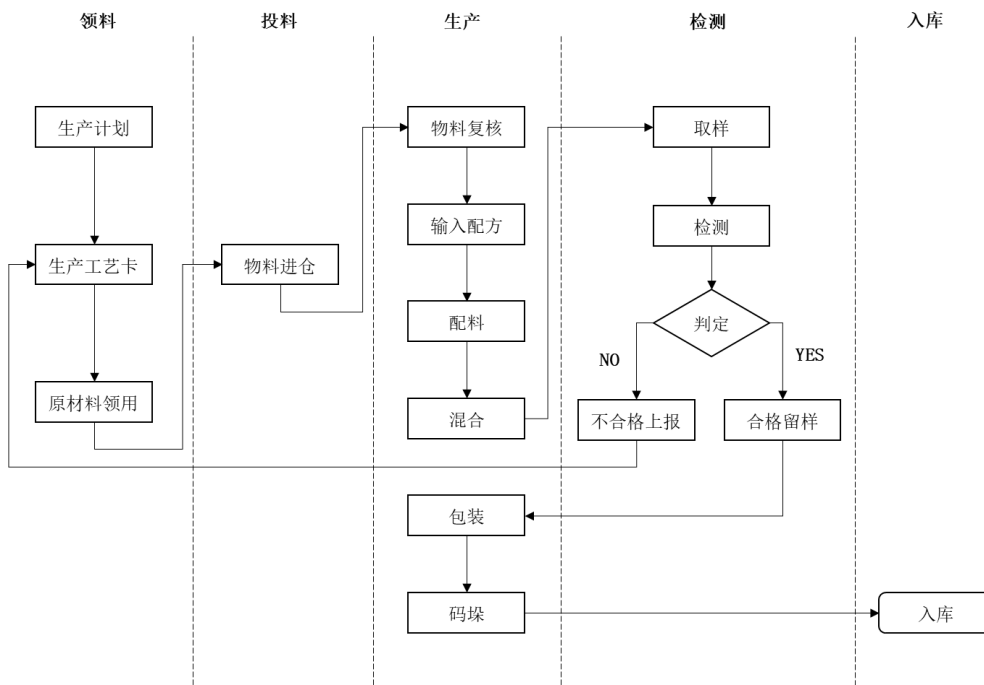 领料
投料
生产
检测
入库
生产计划
生产工艺卡
原材料领用
物料进仓
物料复核
输入配方
配料
混合
取样
检测
判定
NO
YES
不合格上报
合格留样
包装
码垛
入库